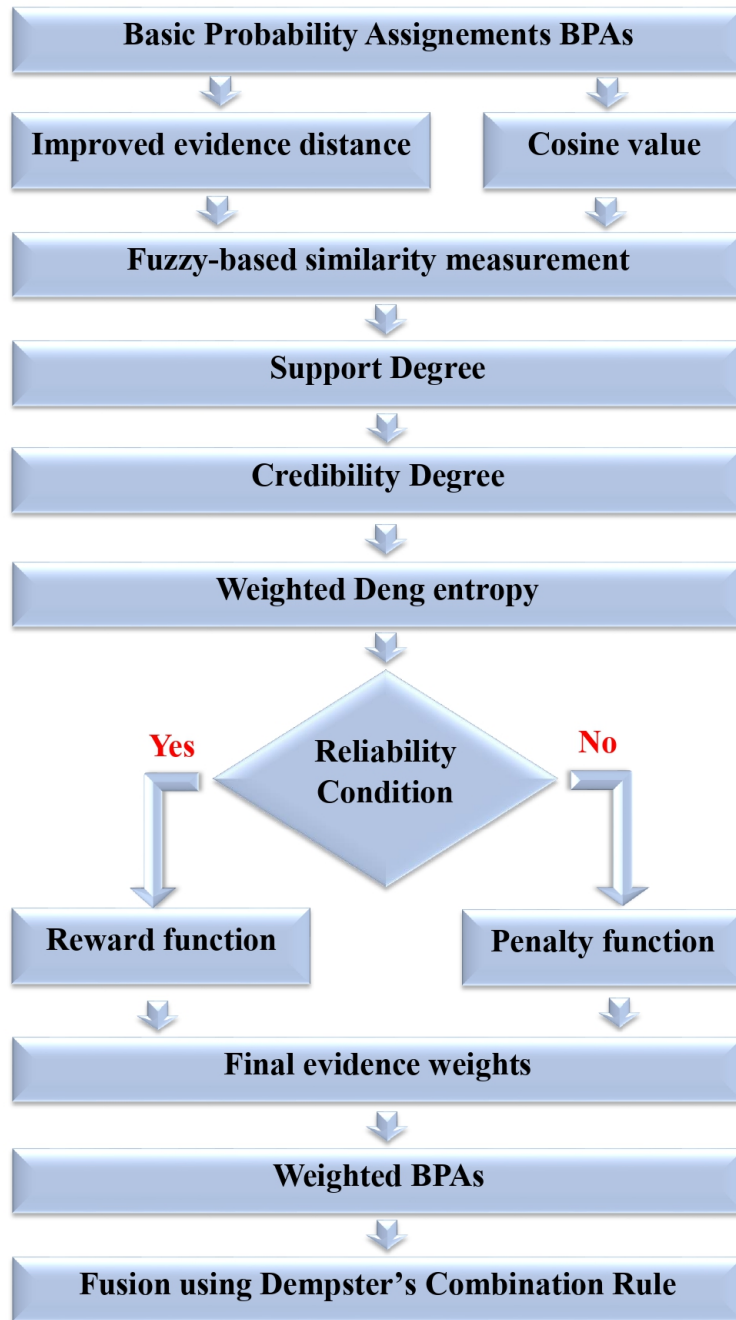 Basic Probability Assignements BPAs
Improved evidence distance
Cosine value
Fuzzy-based similarity measurement
Support Degree
Credibility Degree
Weighted Deng entropy
Yes
No
Reliability
Condition
Reward function
Penalty function
Final evidence weights
Weighted BPAs
Fusion using Dempster’s Combination Rule